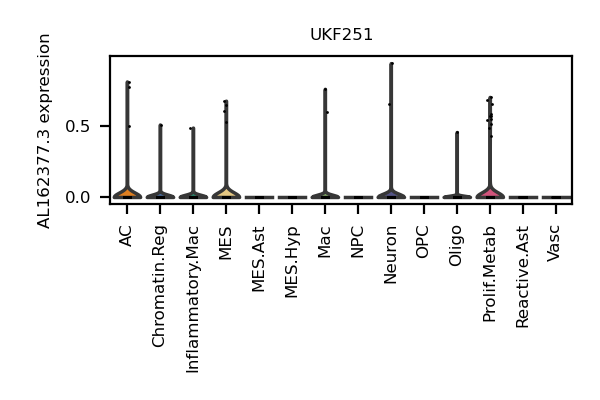 UKF251
AL162377.3 expression
0.5
0.0
AC
Chromatin.Reg
Inflammatory.Mac
MES
MES.Ast
MES.Hyp
Mac
NPC
Neuron
OPC
Oligo
Prolif.Metab
Reactive.Ast
Vasc